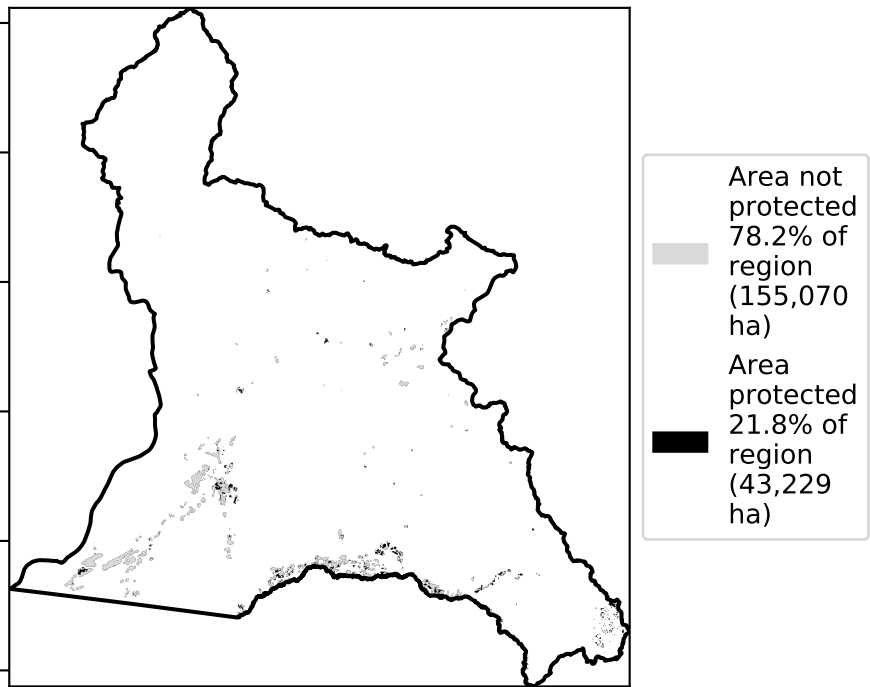 Area not
protected
78.2% of
region
(155,070
ha)
Area
protected
21.8% of
region
(43,229
ha)